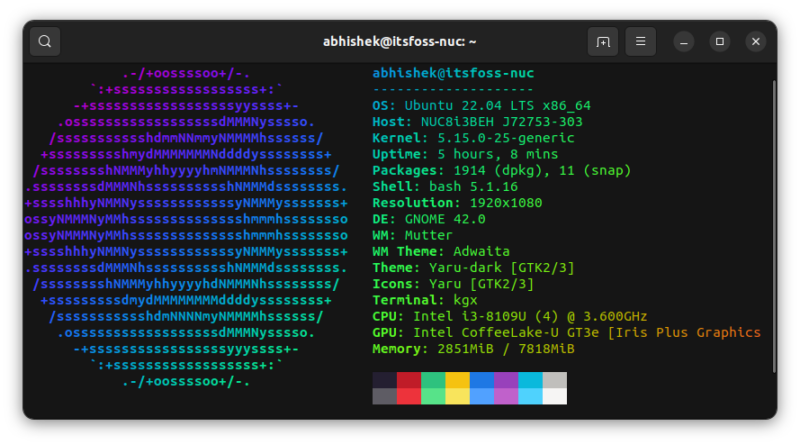 abhishek@itsfoss-nuc: ~
.-/+oossssoo+/-.
`:+ssssssssssssssssss+:`
-+ssssssssssssssssssyyssss+-
.ossssssssssssssssssdMMMNysssso.
/ssssssssssshdmmNNmmyNMMMMhssssss/
+ssssssssshmydMMMMMMMNddddyssssssss+
/sssssssshNMMMyhhyyyyhmNMMMNhssssssss/
.ssssssssdMMMNhsssssssssshNMMMdssssssss.
+sssshhhyNMMNyssssssssssssyNMMMysssssss+
ossyNMMMNyMMhsssssssssssssshmmmhssssssso
ossyNMMMNyMMhsssssssssssssshmmmhssssssso
+sssshhhyNMMNyssssssssssssyNMMMysssssss+
.ssssssssdMMMNhsssssssssshNMMMdssssssss.
/sssssssshNMMMyhhyyyyhdNMMMNhssssssss/
+sssssssssdmydMMMMMMMMddddyssssssss+
/ssssssssssshdmNNNNmyNMMMMhssssss/
.ossssssssssssssssssdMMMNysssso.
-+sssssssssssssssssyyyssss+-
`:+ssssssssssssssssss+:`
.-/+oossssoo+/-.
abhishek@itsfoss-nuc
--------------------
OS: Ubuntu 22.04 LTS x86_64
Host: NUC8i3BEH J72753-303
Kernel: 5.15.0-25-generic
Uptime: 5 hours, 8 mins
Packages: 1914 (dpkg), 11 (snap)
Shell: bash 5.1.16
Resolution: 1920x1080
DE: GNOME 42.0
WM: Mutter
WM Theme: Adwaita
Theme: Yaru-dark [GTK2/3]
Icons: Yaru [GTK2/3]
Terminal: kgx
CPU: Intel i3-8109U (4) @ 3.600GHz
GPU: Intel CoffeeLake-U GT3e [Iris Plus Graphics
Memory: 2851MiB / 7818MiB